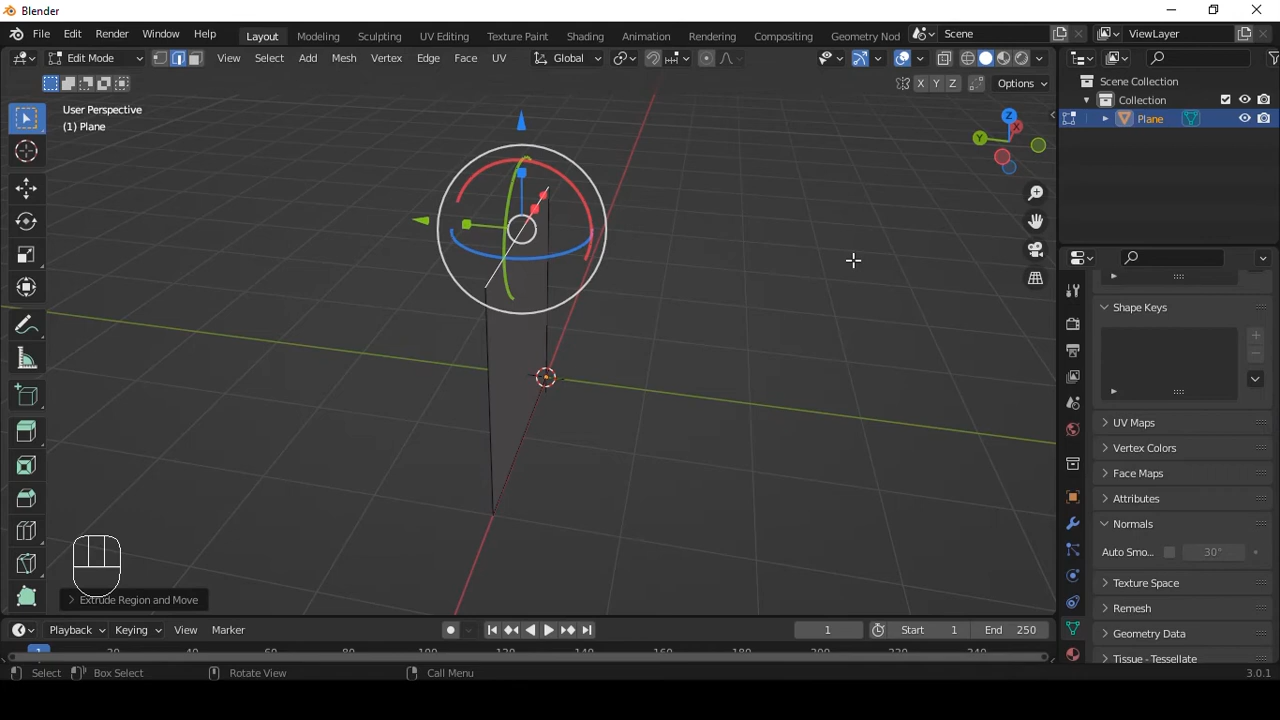 Blender
File Edit Render Window Help
Layout Modeling Sculpting UV Editing Texture Paint Shading Animation Rendering Compositing Geometry Nod
Scene
ViewLayer
Edit Mode
View Select Add Mesh Vertex Edge Face UV
Global
X Y Z
Options
User Perspective
(1) Plane
Z
X
Y
Scene Collection
Collection
Plane
Shape Keys
UV Maps
Vertex Colors
Face Maps
Attributes
Normals
Auto Smo... 30°
Texture Space
Remesh
Geometry Data
Tissue - Tessellate
Extrude Region and Move
Playback Keying View Marker
1 Start 1 End 250
1
Select Box Select Rotate View Call Menu
3.0.1